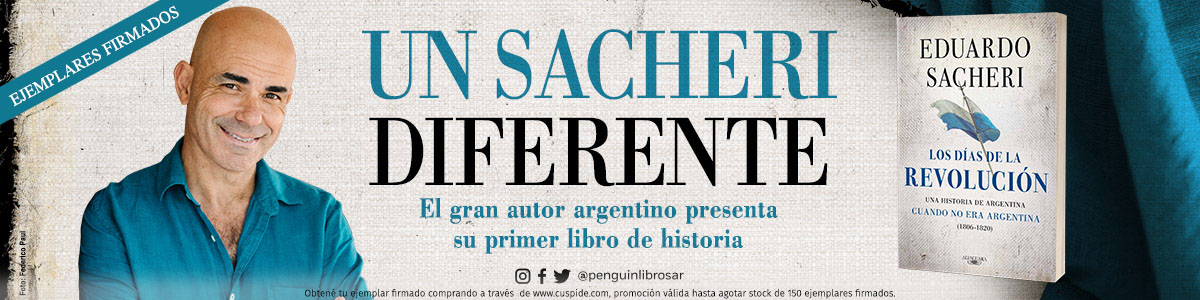 EJEMPLARES FIRMADOS
UN SACHERI
DIFERENTE
El gran autor argentino presenta
su primer libro de historia
@penguinlibrosar
Obtené tu ejemplar firmado comprando a través de www.cuspide.com, promoción válida hasta agotar stock de 150 ejemplares firmados.
Foto: Federico Paul
EDUARDO
SACHERI
LOS DÍAS DE LA
REVOLUCIÓN
UNA HISTORIA DE ARGENTINA
CUANDO NO ERA ARGENTINA
(1806-1820)
ALFAGUARA